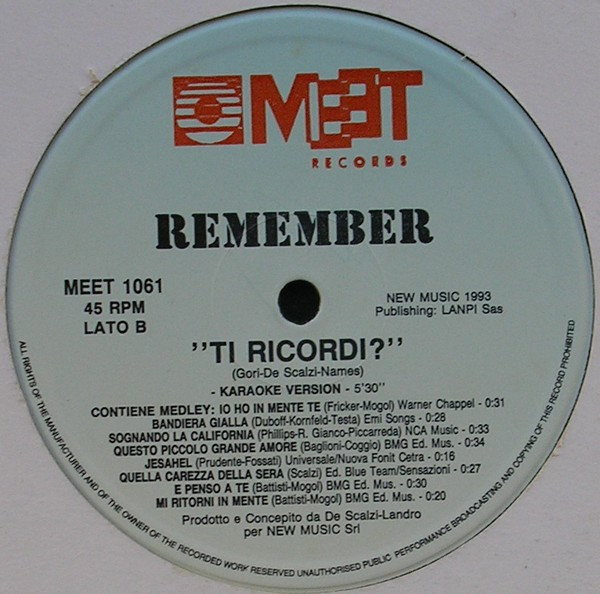 MEET
RECORDS
REMEMBER
MEET 1061
45 RPM
LATO B
NEW MUSIC 1993
Publishing: LANPI Sas
"TI RICORDI?"
(Gori-De Scalzi-Names)
- KARAOKE VERSION - 5'30''
CONTIENE MEDLEY: IO HO IN MENTE TE (Fricker-Mogol) Warner Chappel - 0:31
BANDIERA GIALLA (Duboff-Kornfeld-Testa) Emi Songs - 0:28
SOGNANDO LA CALIFORNIA (Phillips-R. Gianco-Piccarreda) NCA Music - 0:33
QUESTO PICCOLO GRANDE AMORE (Baglioni-Coggio) BMG Ed. Mus. - 0:34
JESAHEL (Prudente-Fossati) Universale/Nuova Fonit Cetra - 0:16
QUELLA CAREZZA DELLA SERA (Scalzi) Ed. Blue Team/Sensazioni - 0:27
E PENSO A TE (Battisti-Mogol) BMG Ed. Mus. - 0:30
MI RITORNI IN MENTE (Battisti-Mogol) BMG Ed. Mus. - 0:20
Prodotto e Concepito da De Scalzi-Landro
per NEW MUSIC Srl
ALL RIGHTS OF THE MANUFACTURER AND OF THE OWNER OF THE RECORDED WORK RESERVED UNAUTHORISED PUBLIC PERFORMANCE BROADCASTING AND COPYING OF THIS RECORD PROHIBITED